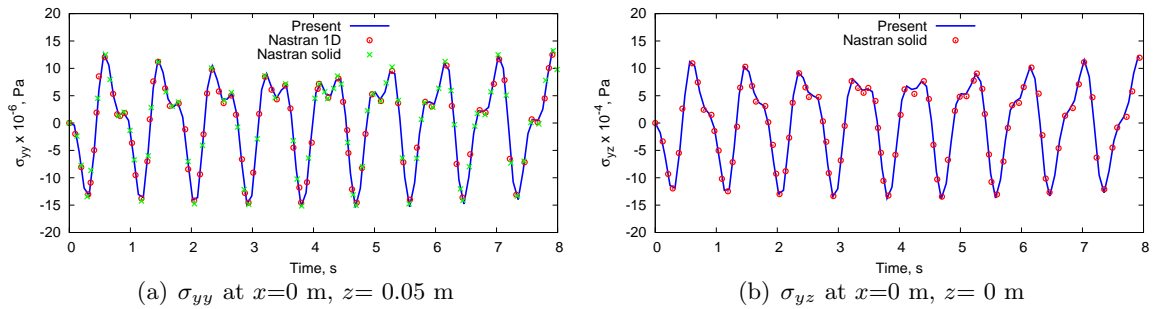 20
15
10
5
0
-5
-10
-15
-20
0 1 2 3 4 5 6 7 8
σyy x 10⁻⁶, Pa
Time, s
Present
Nastran 1D
Nastran solid
(a) σyy at x=0 m, z= 0.05 m
20
15
10
5
0
-5
-10
-15
-20
0 1 2 3 4 5 6 7 8
σyz x 10⁻⁴, Pa
Time, s
Present
Nastran solid
(b) σyz at x=0 m, z= 0 m